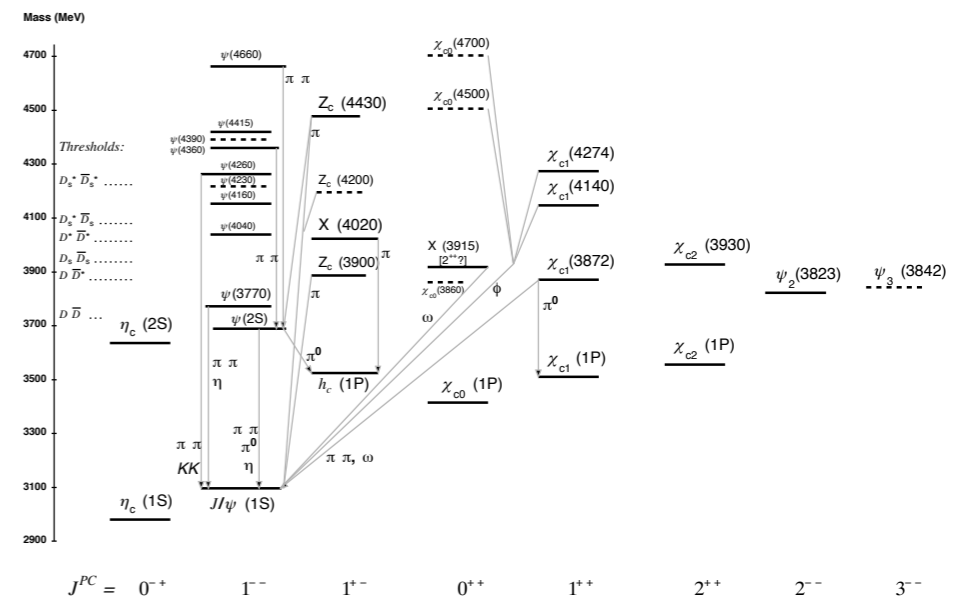 Mass (MeV)
4700
4500
4300
4100
3900
3700
3500
3300
3100
2900
Thresholds:
Dₛ* D̅ₛ* ......
Dₛ* D̅ₛ .......
D* D̅* .......
Dₛ D̅ₛ .......
D D̅* .......
D D̅ ...
ηc (2S)
ηc (1S)
ψ(4660)
ψ(4415)
ψ(4390)
ψ(4360)
ψ(4260)
ψ(4230)
ψ(4160)
ψ(4040)
ψ(3770)
ψ(2S)
J/ψ (1S)
π π
π π
π π
η
π π
KK
π π
π⁰
η
Zc (4430)
π
Zc (4200)
X (4020)
π
Zc (3900)
π
π⁰
hc (1P)
χc0(4700)
χc0(4500)
X (3915)
[2⁺⁺?]
χc0(3860)
ω
ϕ
χc0 (1P)
π π, ω
χc1(4274)
χc1(4140)
χc1(3872)
π⁰
χc1 (1P)
χc2 (3930)
χc2 (1P)
ψ2(3823)
ψ3 (3842)
Jᴾᶜ = 0⁻⁺ 1⁻⁻ 1⁺⁻ 0⁺⁺ 1⁺⁺ 2⁺⁺ 2⁻⁻ 3⁻⁻